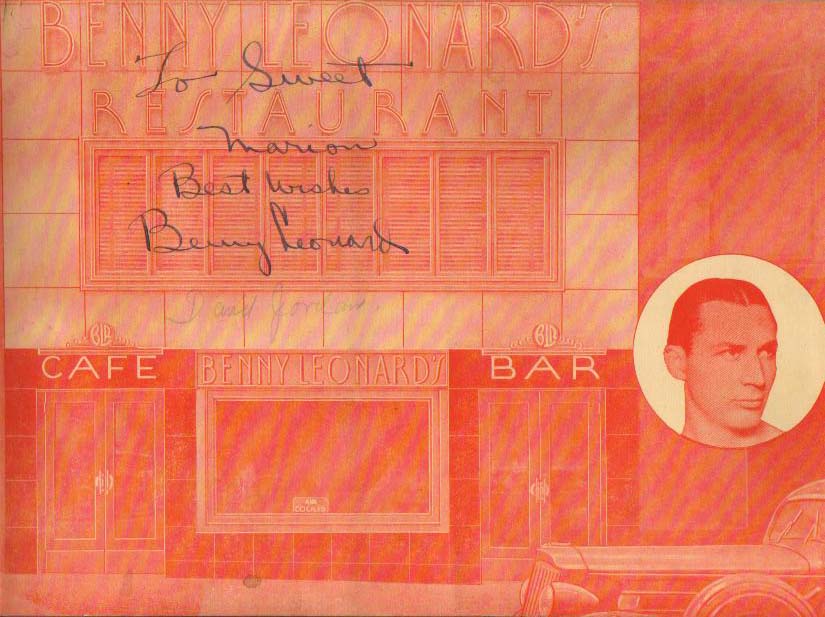 BENNY LEONARD'S
RESTAURANT
To Sweet
Marion
Best Wishes
Benny Leonard
CAFE
BENNY LEONARD'S
BAR
AIR
COOLED